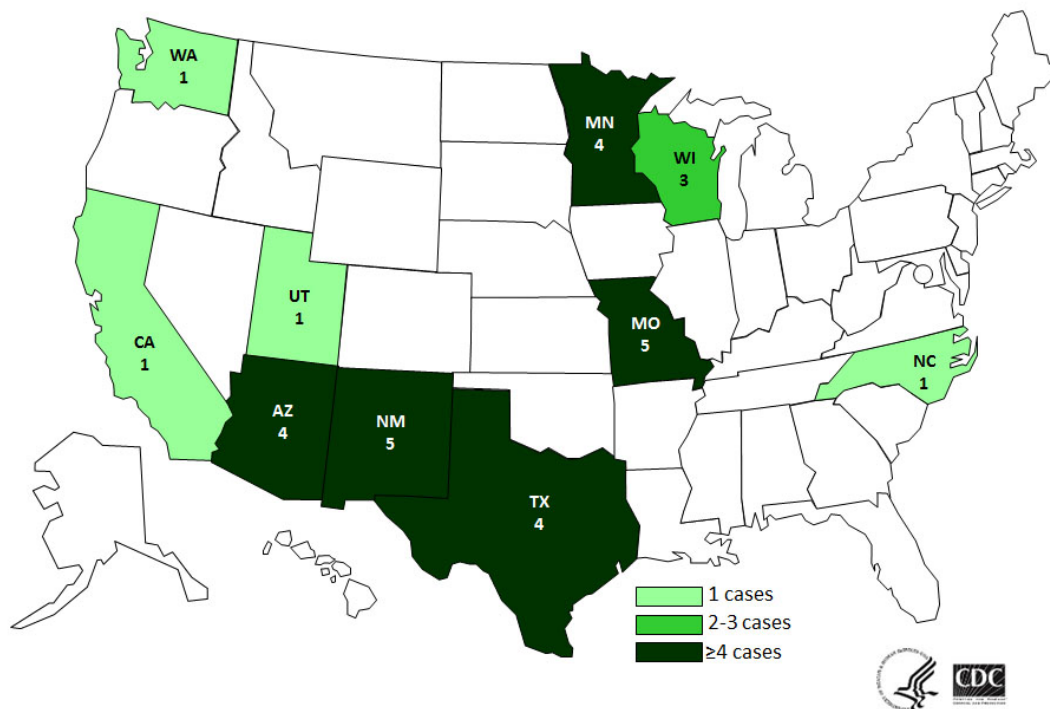 WA
1
MN
4
WI
3
UT
1
CA
1
MO
5
NC
1
AZ
4
NM
5
TX
4
1 cases
2-3 cases
≥4 cases
CDC